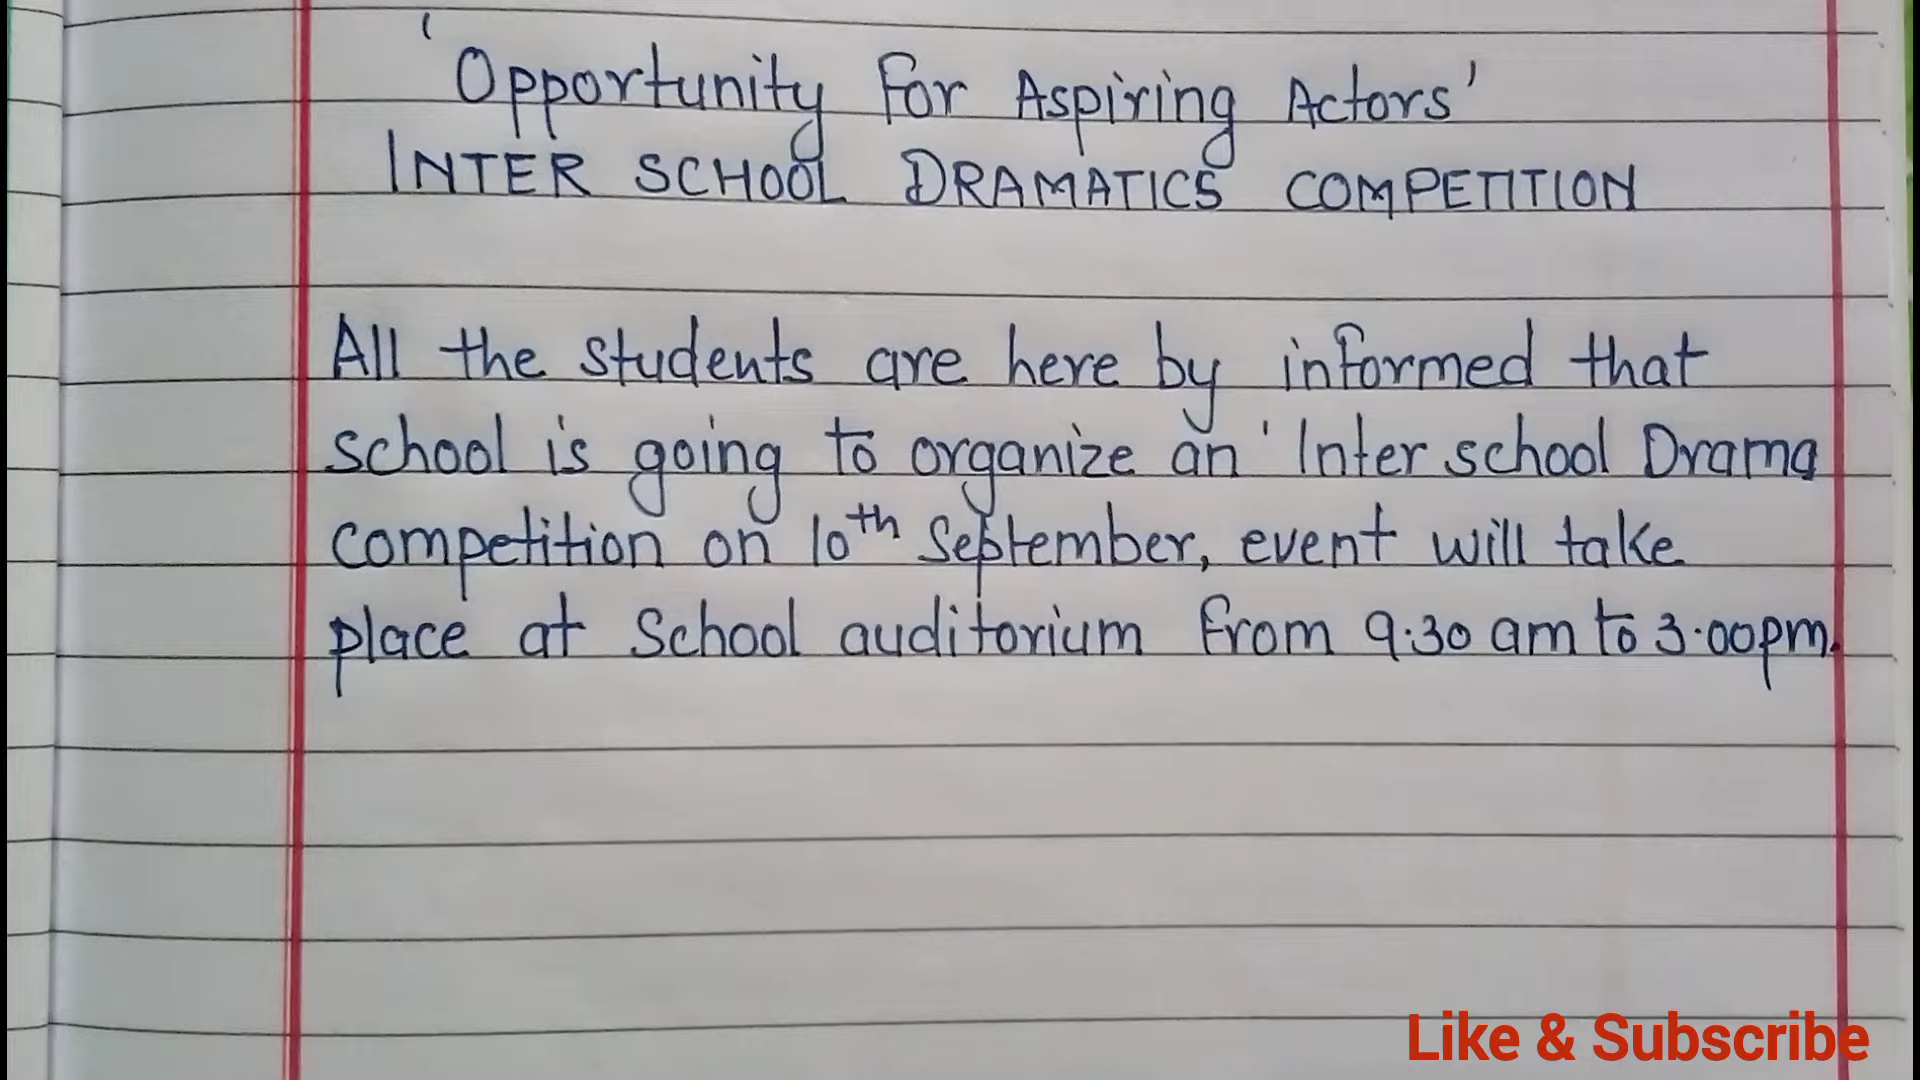 'Opportunity for Aspiring Actors'
INTER SCHOOL DRAMATICS COMPETITION
All the students are here by informed that
school is going to organize an ' Inter school Drama
competition on 10th September, event will take
place at School auditorium from 9.30 am to 3.00pm.
Like & Subscribe